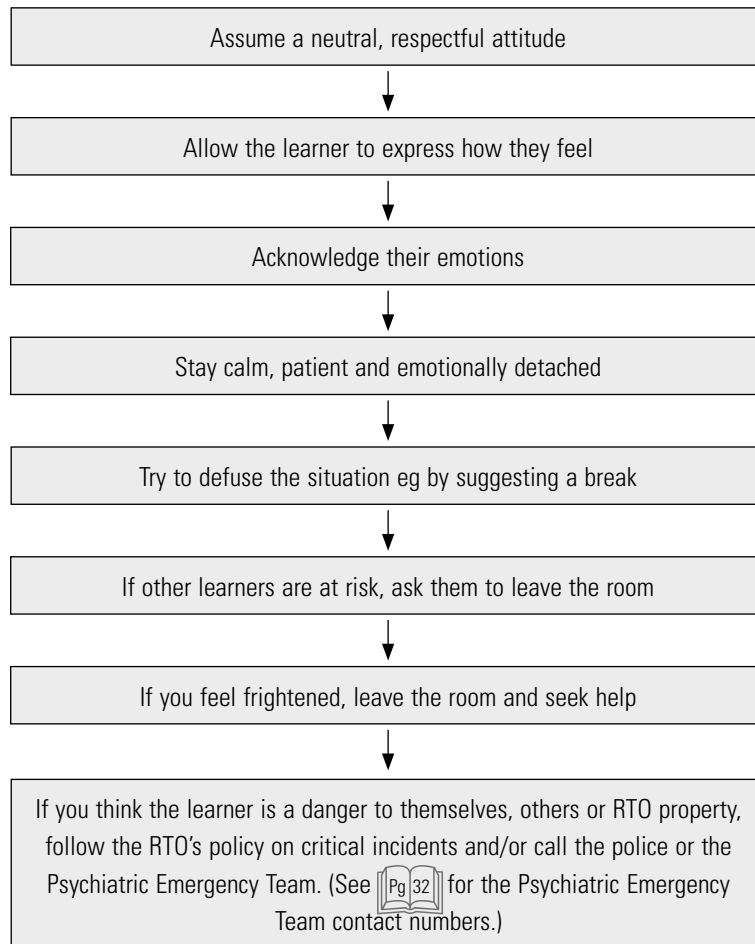 Assume a neutral, respectful attitude
Allow the learner to express how they feel
Acknowledge their emotions
Stay calm, patient and emotionally detached
Try to defuse the situation eg by suggesting a break
If other learners are at risk, ask them to leave the room
If you feel frightened, leave the room and seek help
If you think the learner is a danger to themselves, others or RTO property,
follow the RTO’s policy on critical incidents and/or call the police or the
Psychiatric Emergency Team. (See Pg 32 for the Psychiatric Emergency
Team contact numbers.)